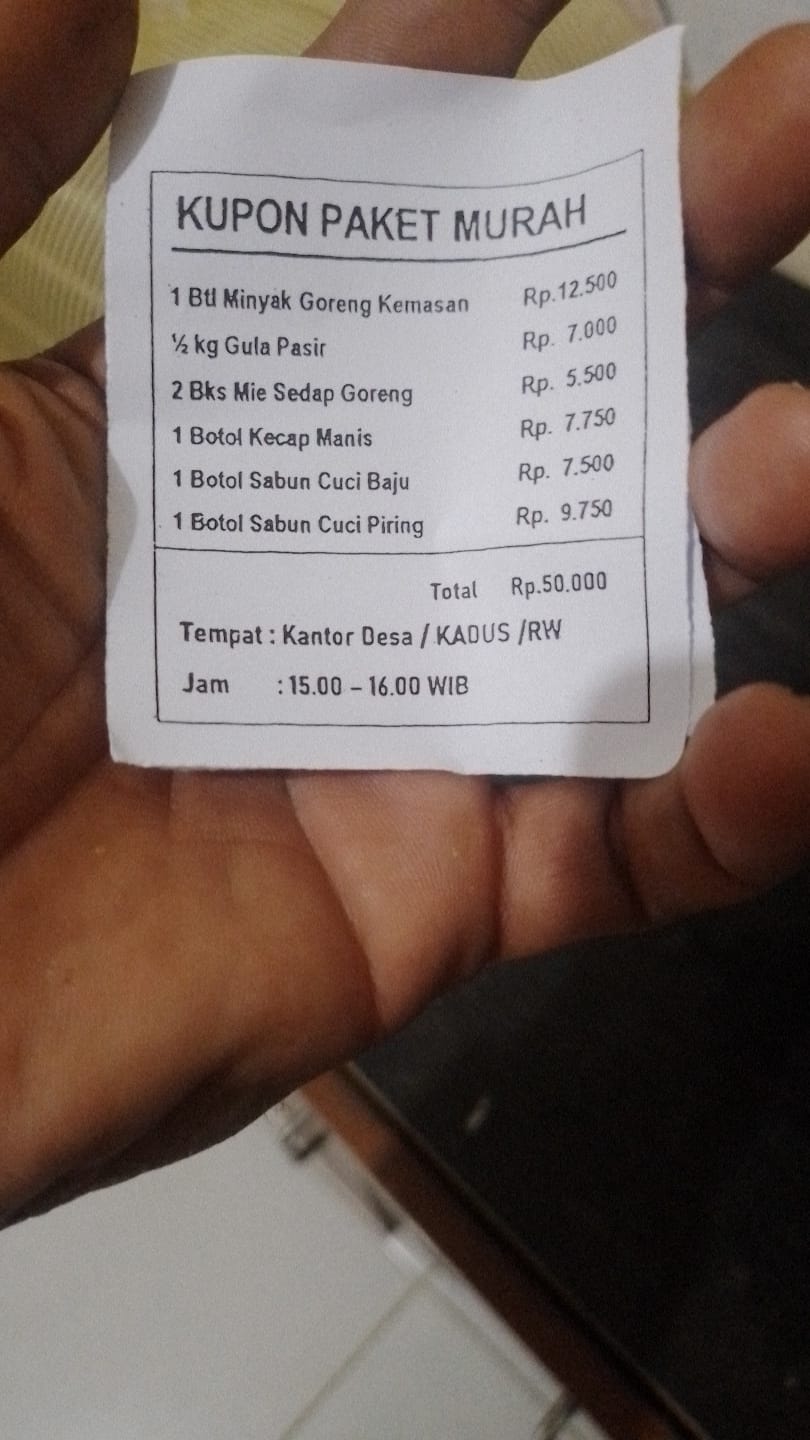 KUPON PAKET MURAH
1 Btl Minyak Goreng Kemasan Rp.12.500
½ kg Gula Pasir Rp. 7.000
2 Bks Mie Sedap Goreng Rp. 5.500
1 Botol Kecap Manis Rp. 7.750
1 Botol Sabun Cuci Baju Rp. 7.500
1 Botol Sabun Cuci Piring Rp. 9.750
Total Rp.50.000
Tempat : Kantor Desa / KADUS /RW
Jam : 15.00 – 16.00 WIB